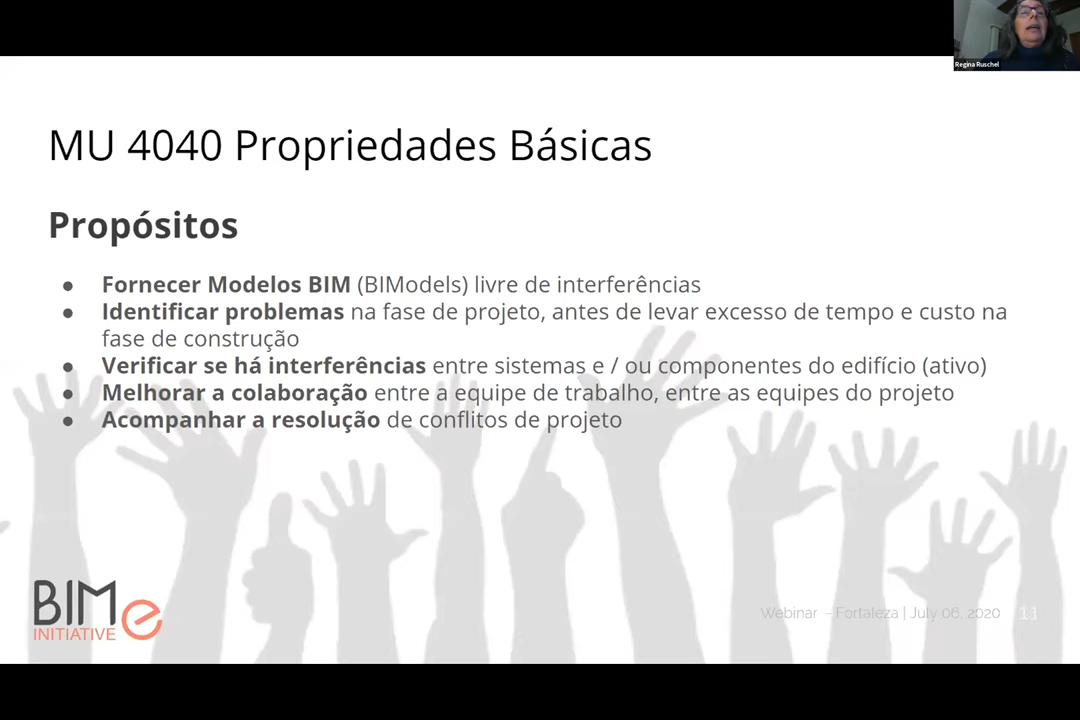 Regina Ruschel
MU 4040 Propriedades Básicas
Propósitos
● Fornecer Modelos BIM (BIModels) livre de interferências
● Identificar problemas na fase de projeto, antes de levar excesso de tempo e custo na
fase de construção
● Verificar se há interferências entre sistemas e / ou componentes do edifício (ativo)
● Melhorar a colaboração entre a equipe de trabalho, entre as equipes do projeto
● Acompanhar a resolução de conflitos de projeto
BIMe
INITIATIVE
Webinar – Fortaleza | July 06, 2020